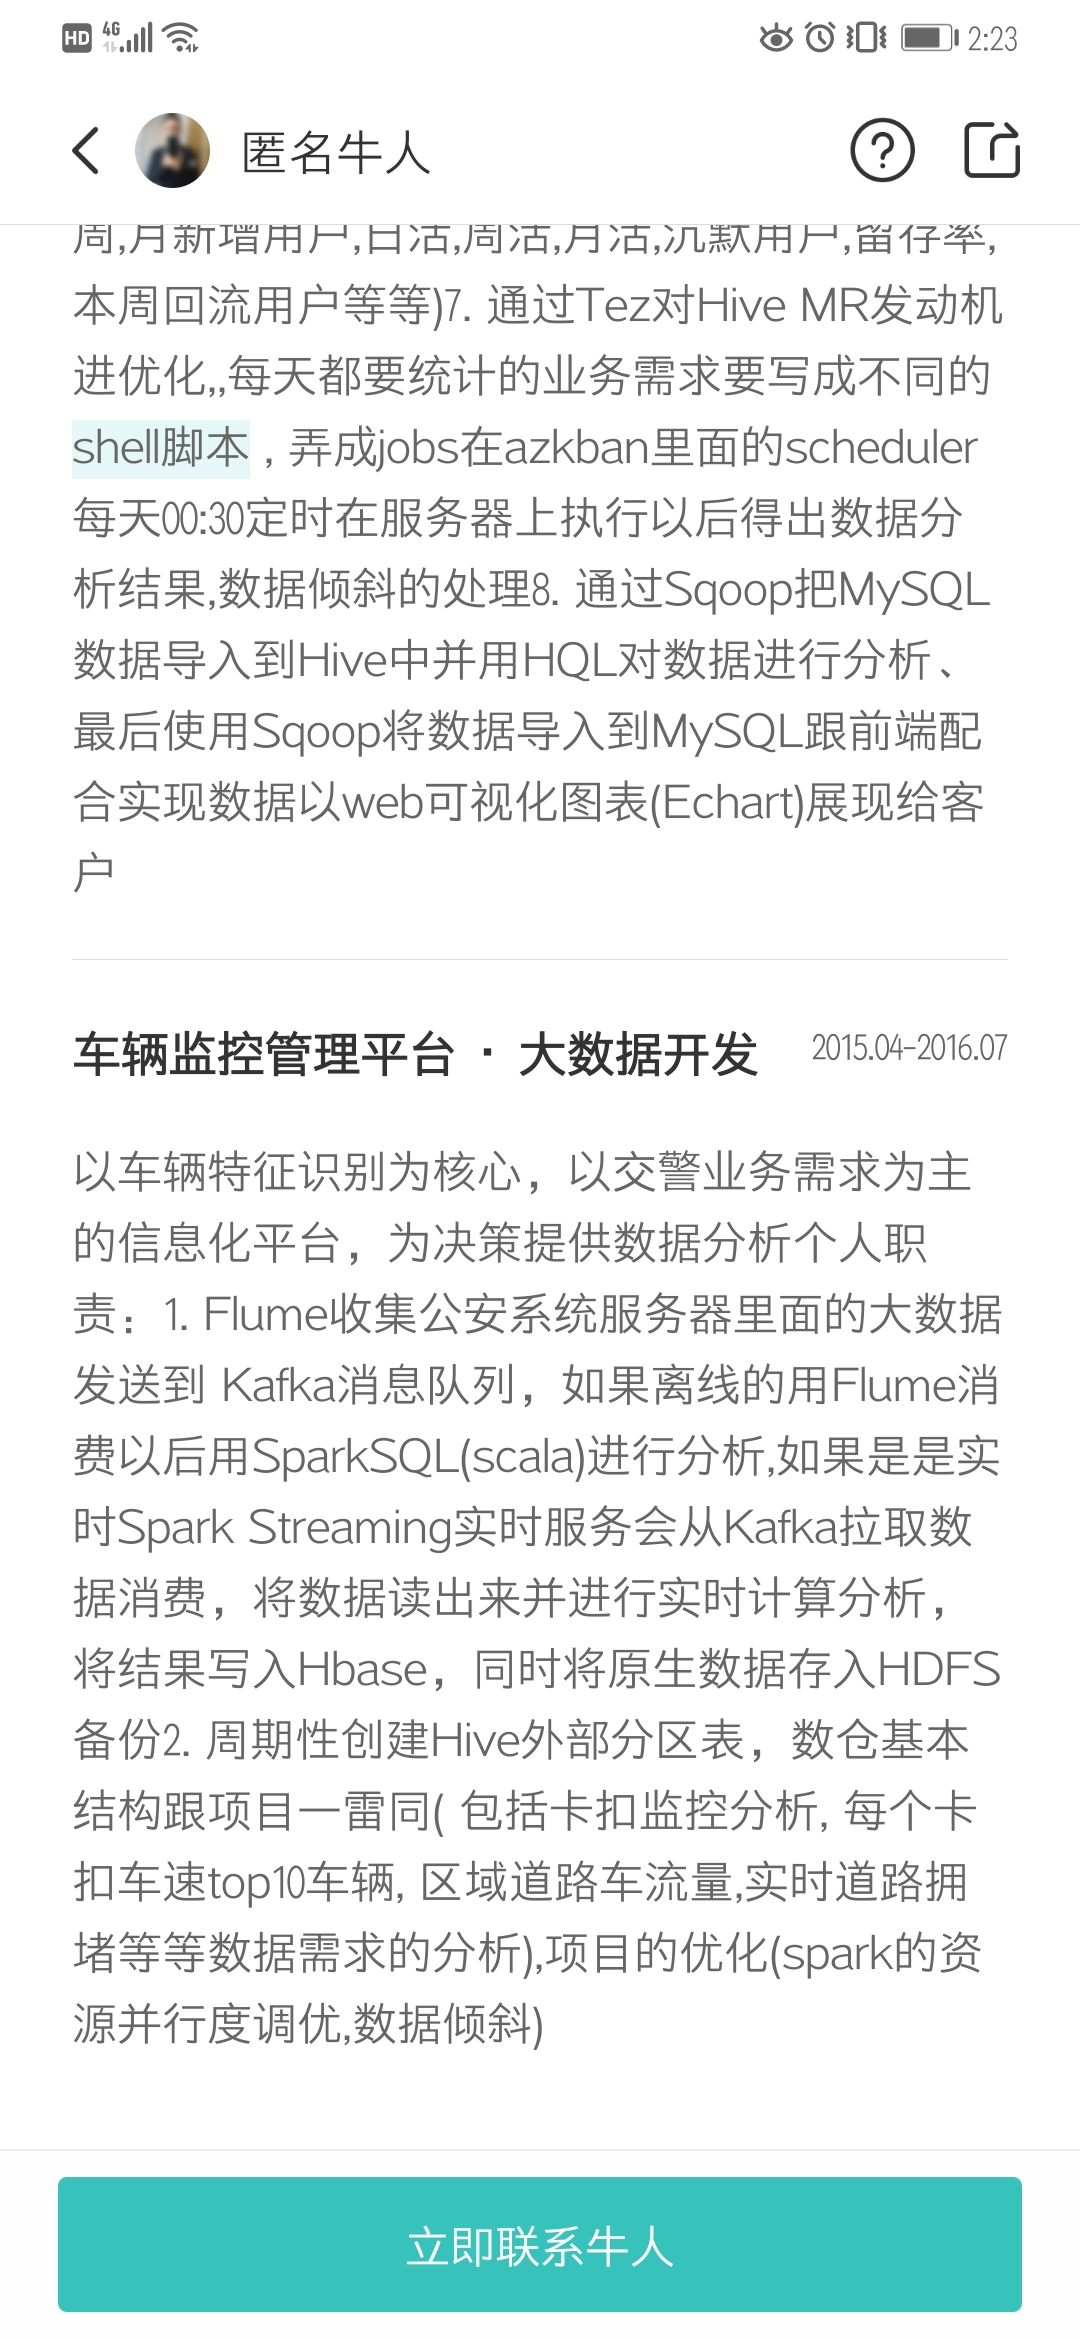 HD 4G 2:23
匿名牛人
周,月新增用户,日活,周活,月活,沉默用户,留存率,
本周回流用户等等)7. 通过Tez对Hive MR发动机
进优化,,每天都要统计的业务需求要写成不同的
shell脚本 , 弄成jobs在azkban里面的scheduler
每天00:30定时在服务器上执行以后得出数据分
析结果,数据倾斜的处理8. 通过Sqoop把MySQL
数据导入到Hive中并用HQL对数据进行分析、
最后使用Sqoop将数据导入到MySQL跟前端配
合实现数据以web可视化图表(Echart)展现给客
户
车辆监控管理平台 · 大数据开发 2015.04-2016.07
以车辆特征识别为核心，以交警业务需求为主
的信息化平台，为决策提供数据分析个人职
责：1. Flume收集公安系统服务器里面的大数据
发送到 Kafka消息队列，如果离线的用Flume消
费以后用SparkSQL(scala)进行分析,如果是是实
时Spark Streaming实时服务会从Kafka拉取数
据消费，将数据读出来并进行实时计算分析，
将结果写入Hbase，同时将原生数据存入HDFS
备份2. 周期性创建Hive外部分区表，数仓基本
结构跟项目一雷同( 包括卡扣监控分析, 每个卡
扣车速top10车辆, 区域道路车流量,实时道路拥
堵等等数据需求的分析),项目的优化(spark的资
源并行度调优,数据倾斜)
立即联系牛人